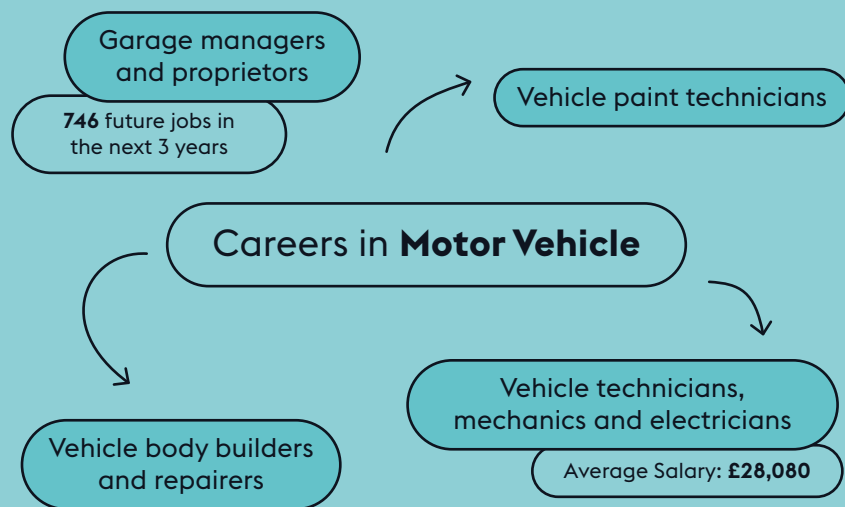 Garage managers
and proprietors
746 future jobs in
the next 3 years
Vehicle paint technicians
Careers in Motor Vehicle
Vehicle technicians,
mechanics and electricians
Average Salary: £28,080
Vehicle body builders
and repairers